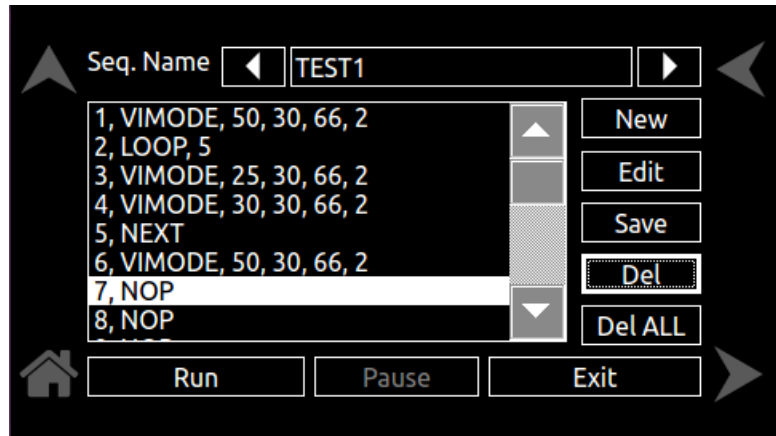 Seq. Name
TEST1
1, VIMODE, 50, 30, 66, 2
2, LOOP, 5
3, VIMODE, 25, 30, 66, 2
4, VIMODE, 30, 30, 66, 2
5, NEXT
6, VIMODE, 50, 30, 66, 2
7, NOP
8, NOP
New
Edit
Save
Del
Del ALL
Run
Pause
Exit